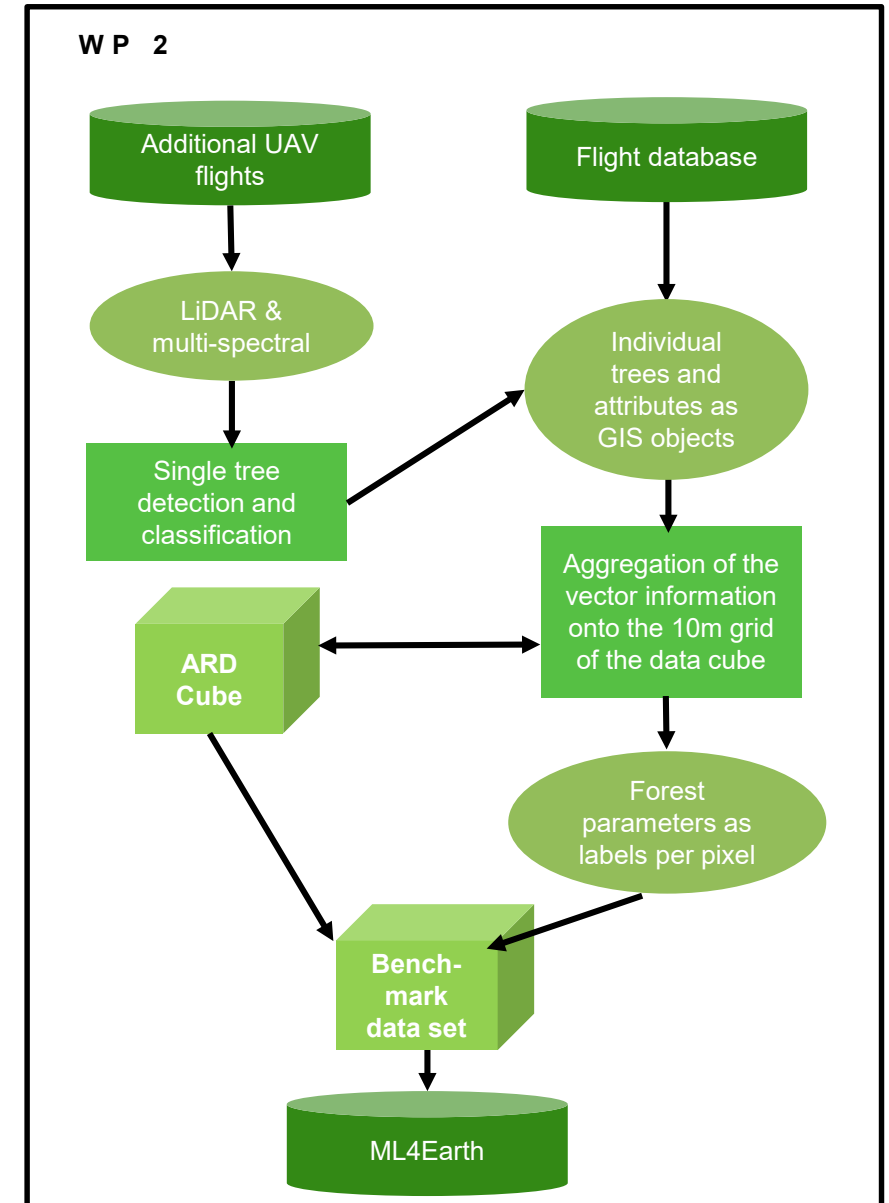 WP 2
Additional UAV
flights
Flight database
LiDAR &
multi-spectral
Individual
trees and
attributes as
GIS objects
Single tree
detection and
classification
Aggregation of the
vector information
onto the 10m grid
of the data cube
ARD
Cube
Forest
parameters as
labels per pixel
Bench-
mark
data set
ML4Earth